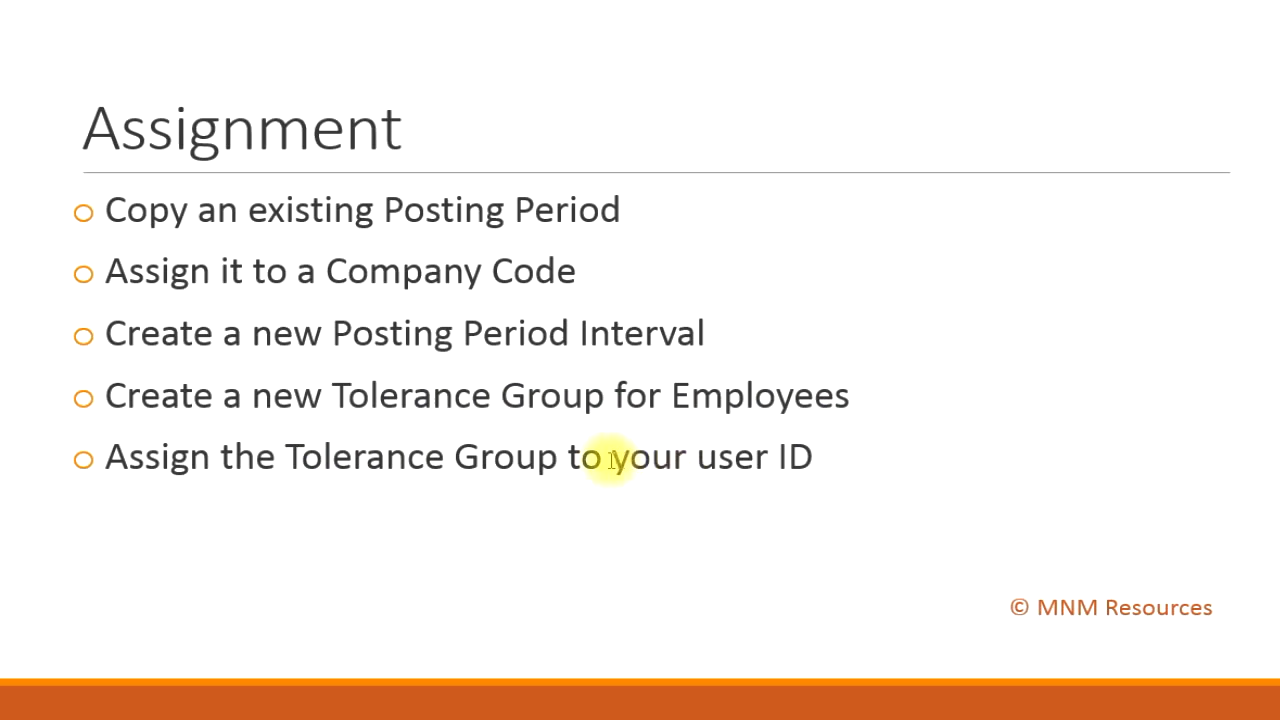 Assignment
o Copy an existing Posting Period
o Assign it to a Company Code
o Create a new Posting Period Interval
o Create a new Tolerance Group for Employees
o Assign the Tolerance Group to your user ID
© MNM Resources